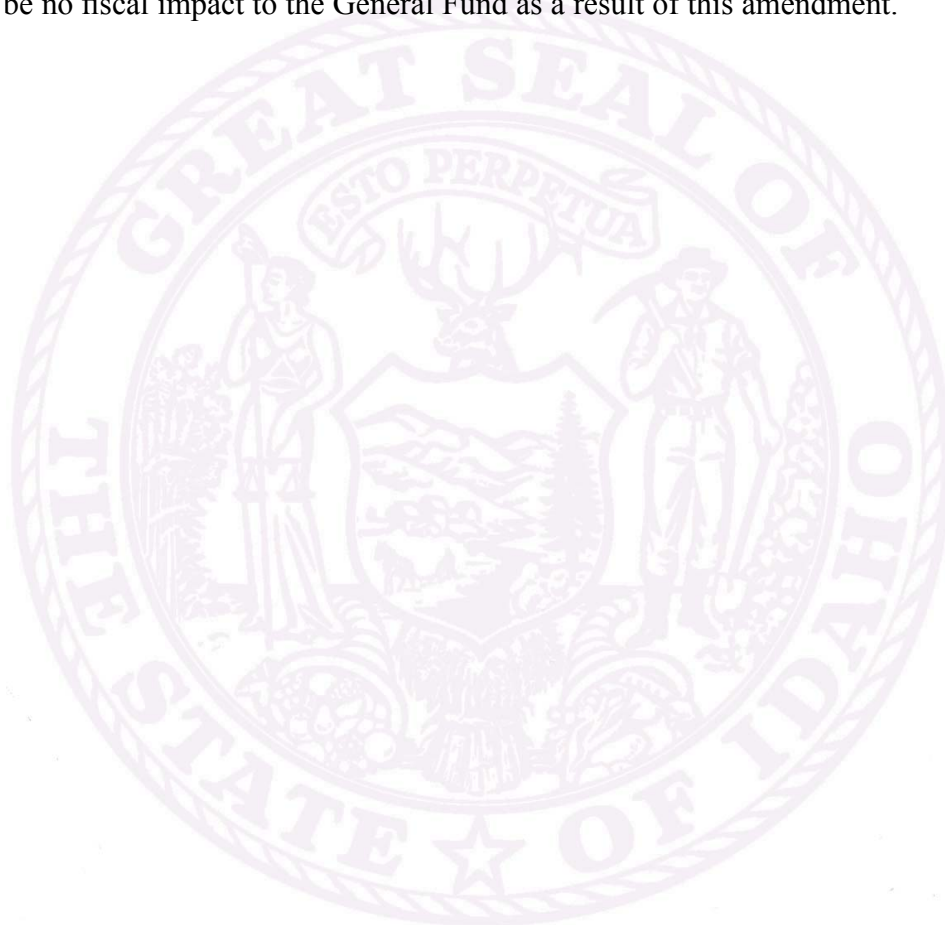 be no fiscal impact to the General Fund as a result of this amendment.
GREAT SEAL OF
ESTO PERPETUA
THE STATE ★ OF IDAHO